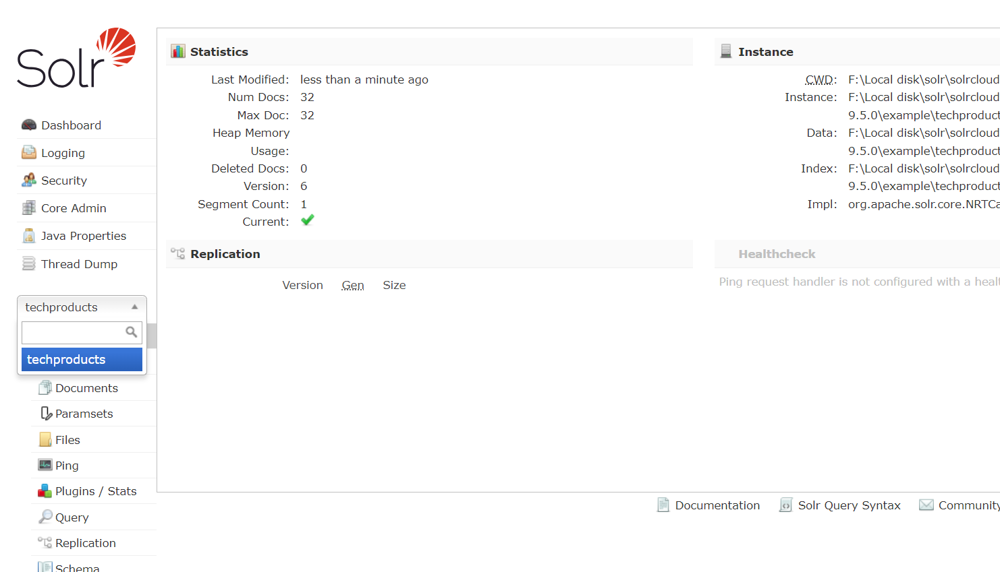 Solr
Dashboard
Logging
Security
Core Admin
Java Properties
Thread Dump
techproducts
techproducts
Documents
Paramsets
Files
Ping
Plugins / Stats
Query
Replication
Schema
Statistics
Last Modified: less than a minute ago
Num Docs: 32
Max Doc: 32
Heap Memory
Usage:
Deleted Docs: 0
Version: 6
Segment Count: 1
Current:
Replication
Version Gen Size
Instance
CWD: F:\Local disk\solr\solrcloud
Instance: F:\Local disk\solr\solrcloud
9.5.0\example\techproduct
Data: F:\Local disk\solr\solrcloud
9.5.0\example\techproduct
Index: F:\Local disk\solr\solrcloud
9.5.0\example\techproduct
Impl: org.apache.solr.core.NRTCa
Healthcheck
Ping request handler is not configured with a healt
Documentation Solr Query Syntax Community